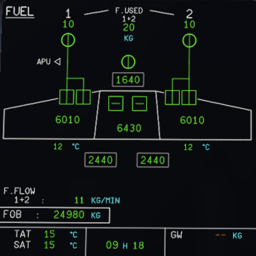 FUEL 1 F.USED 2
10 1+2 10
20
KG
APU
1640
6010 6430 6010
12 °C 12 °C
2440 2440
F.FLOW
1+2 : 11 KG/MIN
FOB : 24980 KG
TAT 15 °C GW -- KG
SAT 15 °C 09 H 18